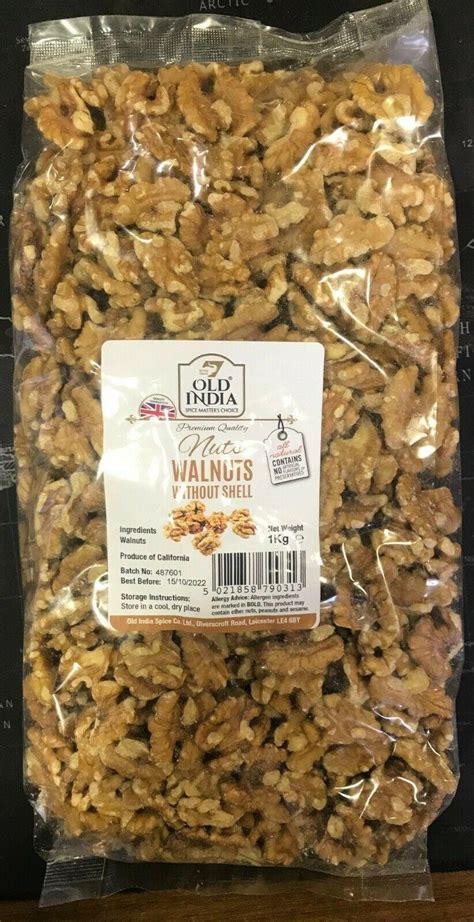 OLD INDIA
SPICE MASTER'S CHOICE
Premium Quality
Nuts
WALNUTS
WITHOUT SHELL
all natural
CONTAINS
NO ARTIFICIAL
PRESERVATIVES
Ingredients
Walnuts
Net Weight
1Kg e
Produce of California
Batch No: 487601
Best Before: 15/10/2022
5 021858 790313
Storage Instructions:
Store in a cool, dry place
Allergy Advice: Allergen ingredients
are marked in BOLD. This product may
contain other nuts, peanuts and sesame.
Old India Spice Co. Ltd., Ulverscroft Road, Leicester LE4 6BY